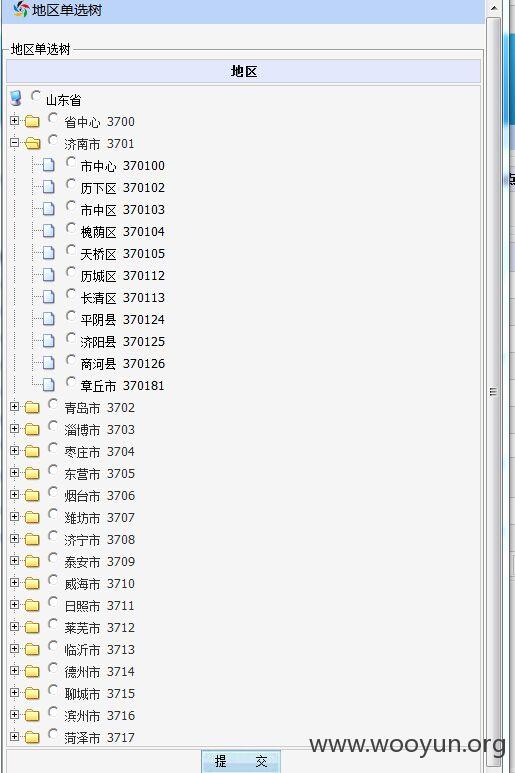 地区单选树
地区单选树
地区
山东省
省中心 3700
济南市 3701
市中心 370100
历下区 370102
市中区 370103
槐荫区 370104
天桥区 370105
历城区 370112
长清区 370113
平阴县 370124
济阳县 370125
商河县 370126
章丘市 370181
青岛市 3702
淄博市 3703
枣庄市 3704
东营市 3705
烟台市 3706
潍坊市 3707
济宁市 3708
泰安市 3709
威海市 3710
日照市 3711
莱芜市 3712
临沂市 3713
德州市 3714
聊城市 3715
滨州市 3716
菏泽市 3717
www.wooyun.org
提 交